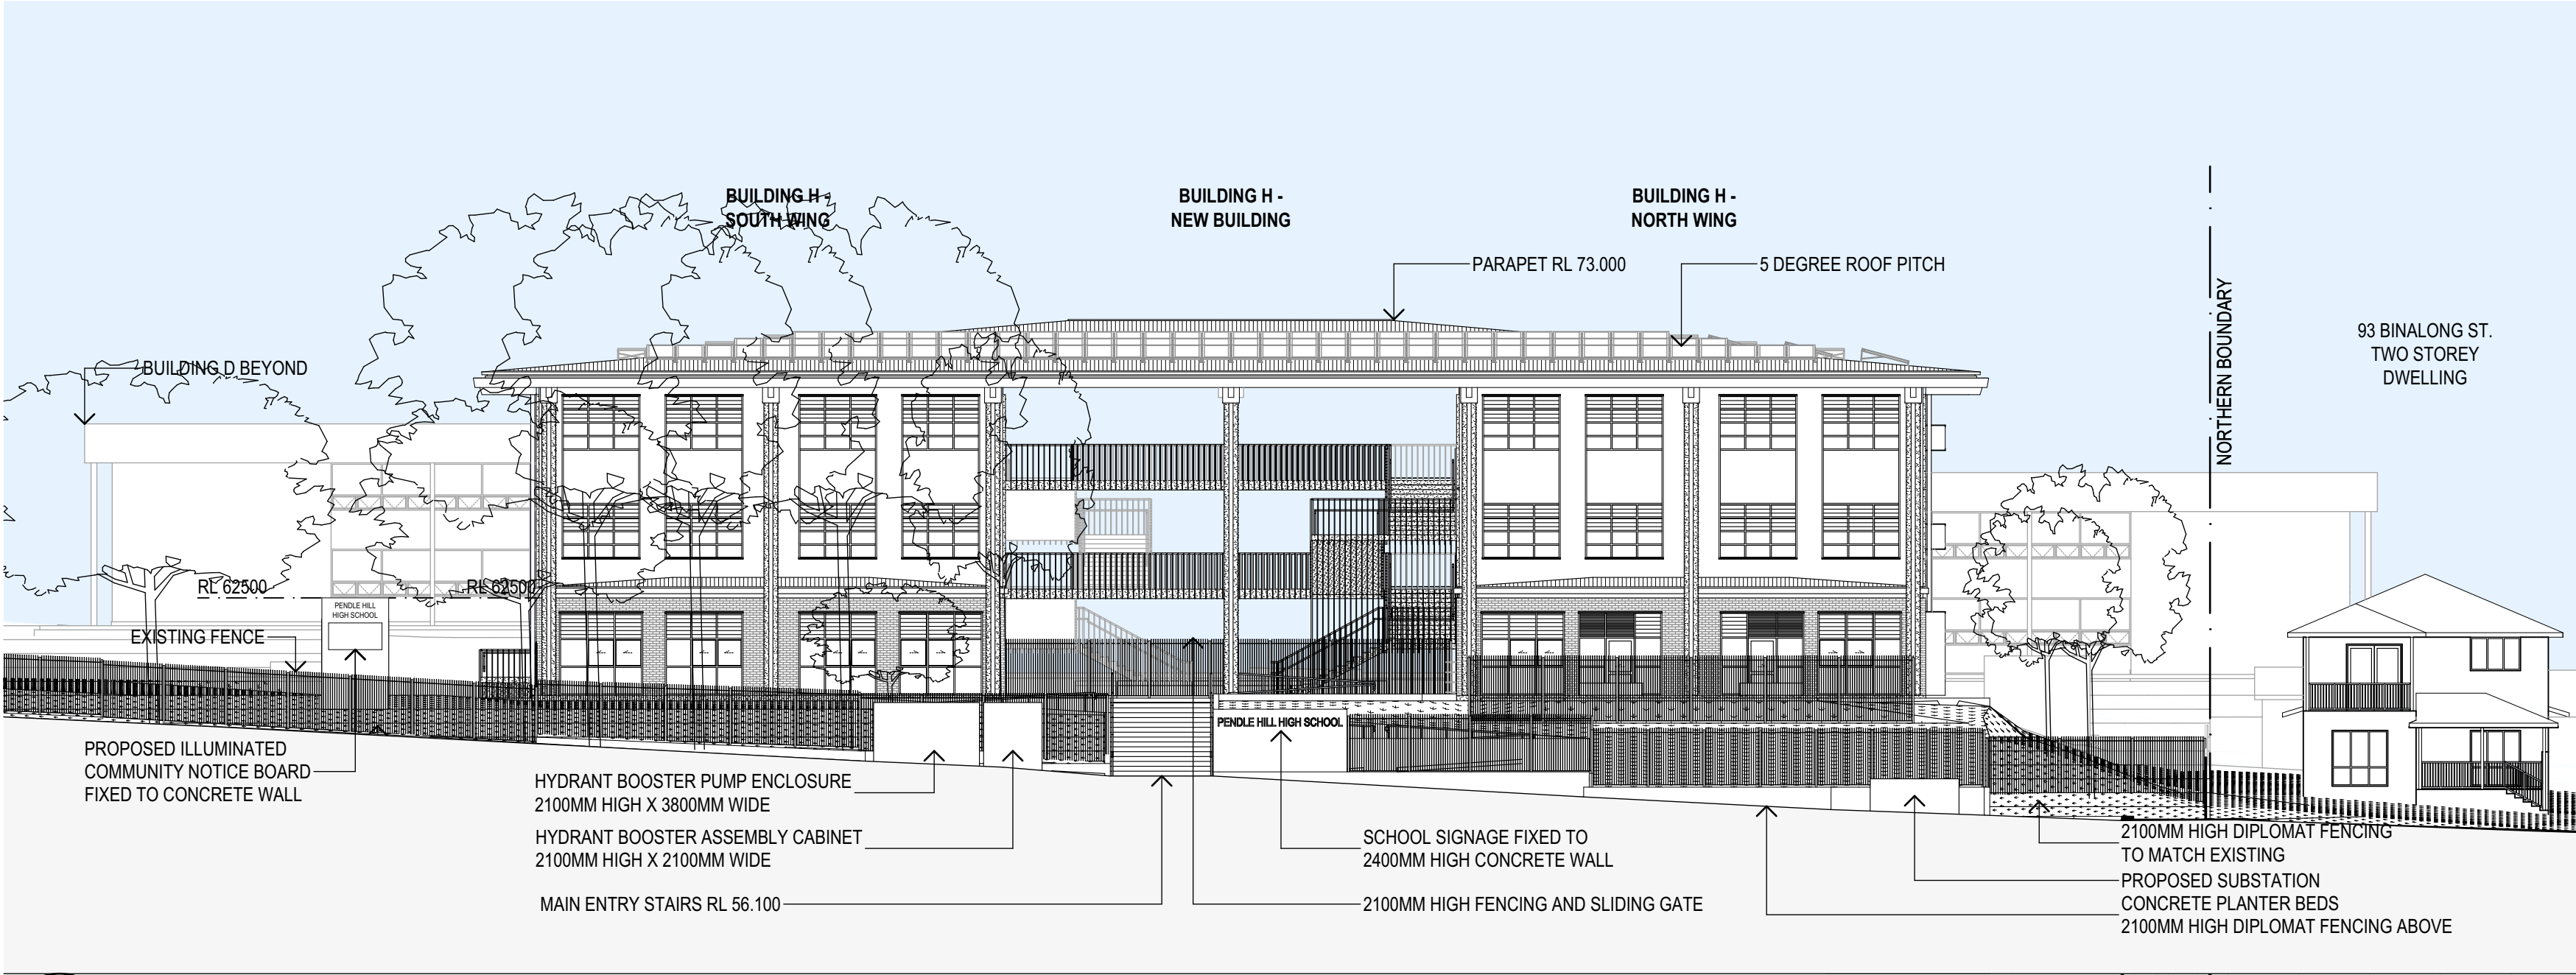 BUILDING H -
SOUTH WING
BUILDING H -
NEW BUILDING
BUILDING H -
NORTH WING
PARAPET RL 73.000
5 DEGREE ROOF PITCH
NORTHERN BOUNDARY
93 BINALONG ST.
TWO STOREY
DWELLING
BUILDING D BEYOND
RL 62500
RL 62500
PENDLE HILL
HIGH SCHOOL
EXISTING FENCE
PENDLE HILL HIGH SCHOOL
PROPOSED ILLUMINATED
COMMUNITY NOTICE BOARD
FIXED TO CONCRETE WALL
HYDRANT BOOSTER PUMP ENCLOSURE
2100MM HIGH X 3800MM WIDE
HYDRANT BOOSTER ASSEMBLY CABINET
2100MM HIGH X 2100MM WIDE
MAIN ENTRY STAIRS RL 56.100
SCHOOL SIGNAGE FIXED TO
2400MM HIGH CONCRETE WALL
2100MM HIGH FENCING AND SLIDING GATE
2100MM HIGH DIPLOMAT FENCING
TO MATCH EXISTING
PROPOSED SUBSTATION
CONCRETE PLANTER BEDS
2100MM HIGH DIPLOMAT FENCING ABOVE